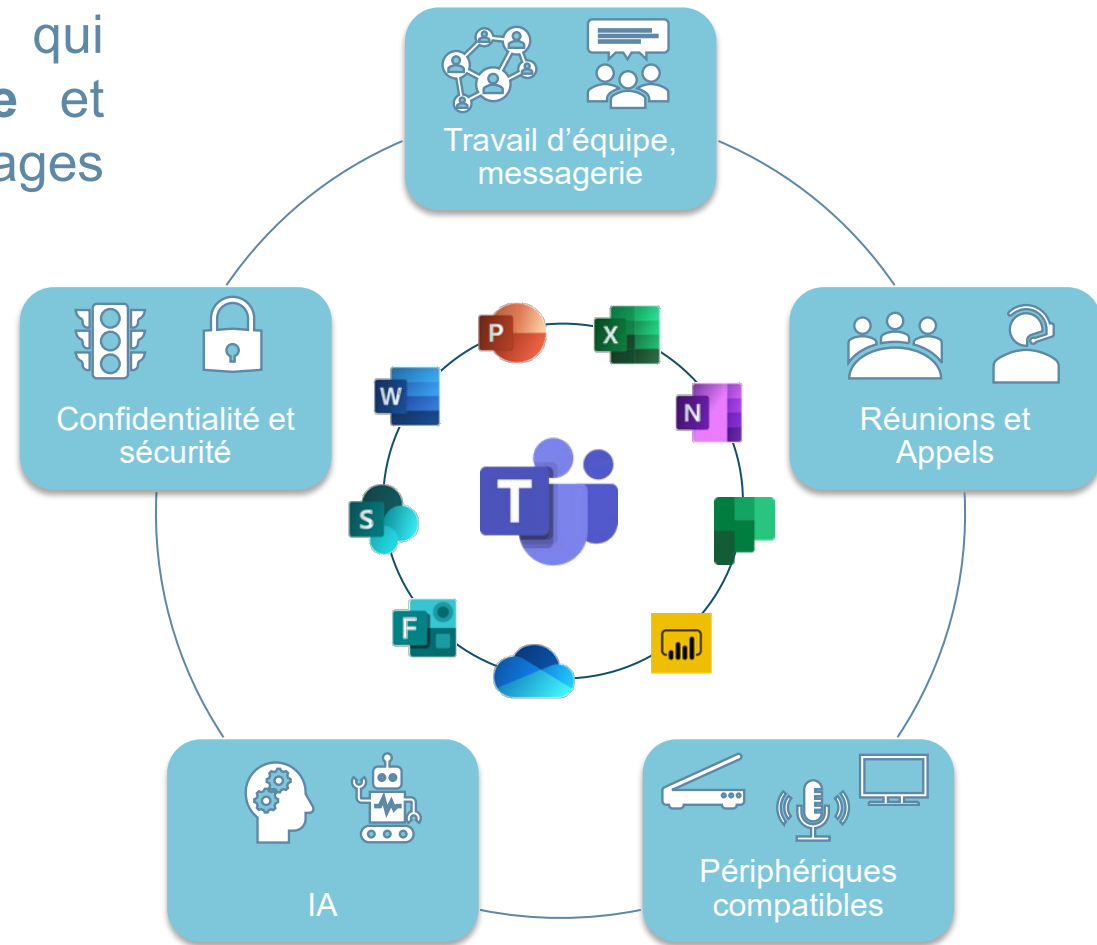 qui
e et
ages
Travail d'équipe,
messagerie
Confidentialité et
sécurité
Réunions et
Appels
P
X
W
N
T
S
F
IA
Périphériques
compatibles